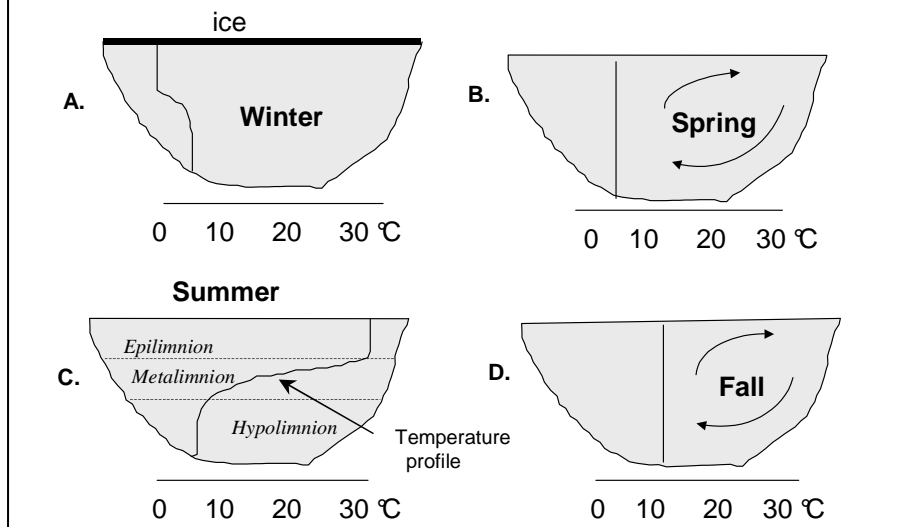 ice
A.
Winter
0 10 20 30 °C
B.
Spring
0 10 20 30 °C
Summer
C.
Epilimnion
Metalimnion
Hypolimnion
Temperature
profile
0 10 20 30 °C
D.
Fall
0 10 20 30 °C